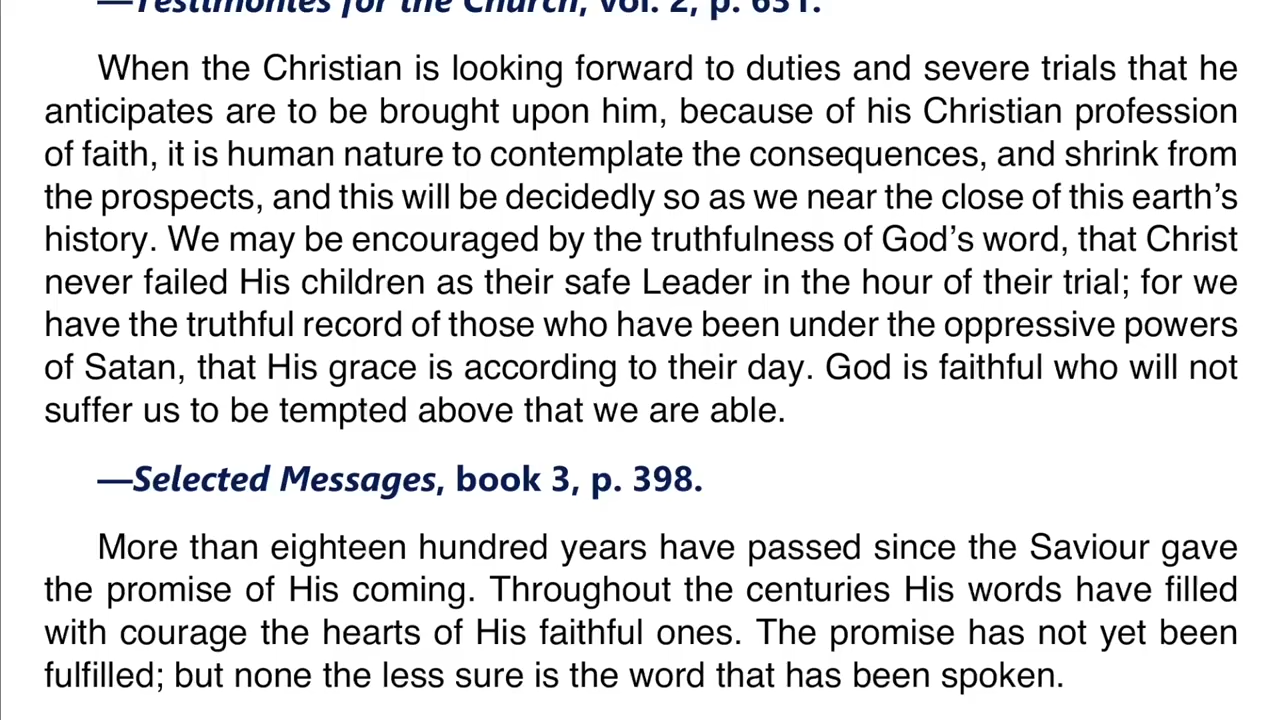 —Testimonies for the Church, vol. 2, p. 631.
When the Christian is looking forward to duties and severe trials that he
anticipates are to be brought upon him, because of his Christian profession
of faith, it is human nature to contemplate the consequences, and shrink from
the prospects, and this will be decidedly so as we near the close of this earth’s
history. We may be encouraged by the truthfulness of God’s word, that Christ
never failed His children as their safe Leader in the hour of their trial; for we
have the truthful record of those who have been under the oppressive powers
of Satan, that His grace is according to their day. God is faithful who will not
suffer us to be tempted above that we are able.
—Selected Messages, book 3, p. 398.
More than eighteen hundred years have passed since the Saviour gave
the promise of His coming. Throughout the centuries His words have filled
with courage the hearts of His faithful ones. The promise has not yet been
fulfilled; but none the less sure is the word that has been spoken.